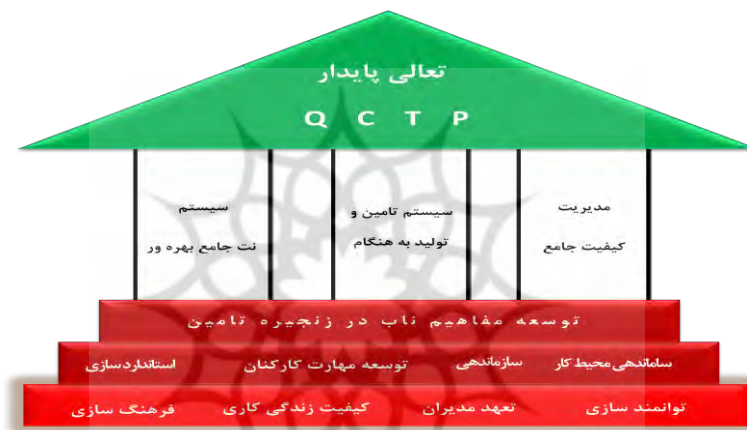 تعالی پایدار
Q C T P
مدیریت
کیفیت جامع
سیستم تامین و
تولید به هنگام
سیستم
نت جامع بهره ور
توسعه مفاهیم ناب در زنجیره تامین
ساماندهی محیط کار سازماندهی توسعه مهارت کارکنان استانداردسازی
توانمند سازی تعهد مدیران کیفیت زندگی کاری فرهنگ سازی